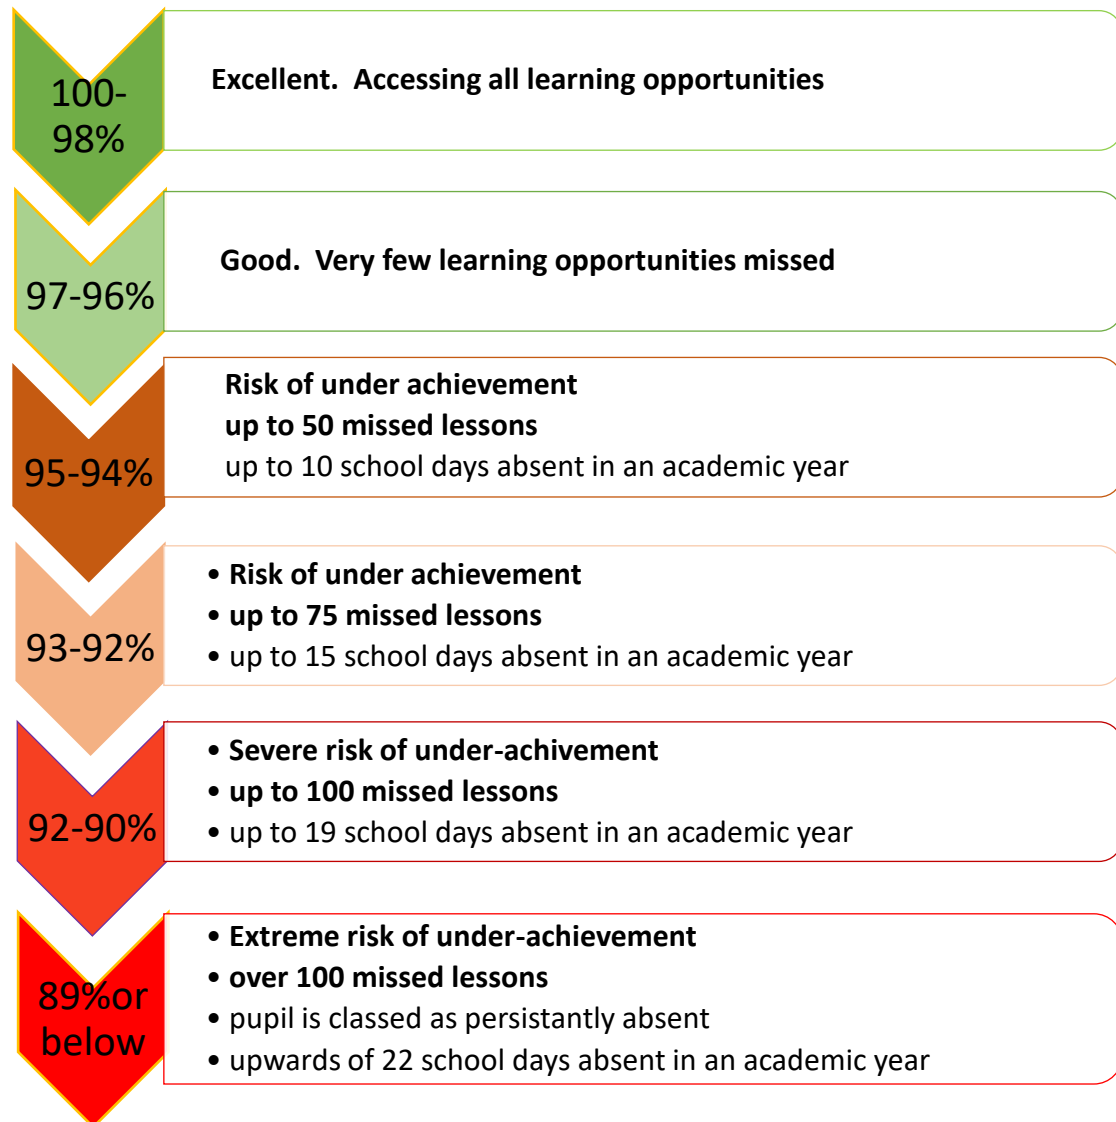 100-
98%
Excellent.  Accessing all learning opportunities
97-96%
Good.  Very few learning opportunities missed
95-94%
Risk of under achievement
up to 50 missed lessons
up to 10 school days absent in an academic year
93-92%
• Risk of under achievement
• up to 75 missed lessons
• up to 15 school days absent in an academic year
92-90%
• Severe risk of under-achivement
• up to 100 missed lessons
• up to 19 school days absent in an academic year
89%or
below
• Extreme risk of under-achievement
• over 100 missed lessons
• pupil is classed as persistantly absent
• upwards of 22 school days absent in an academic year